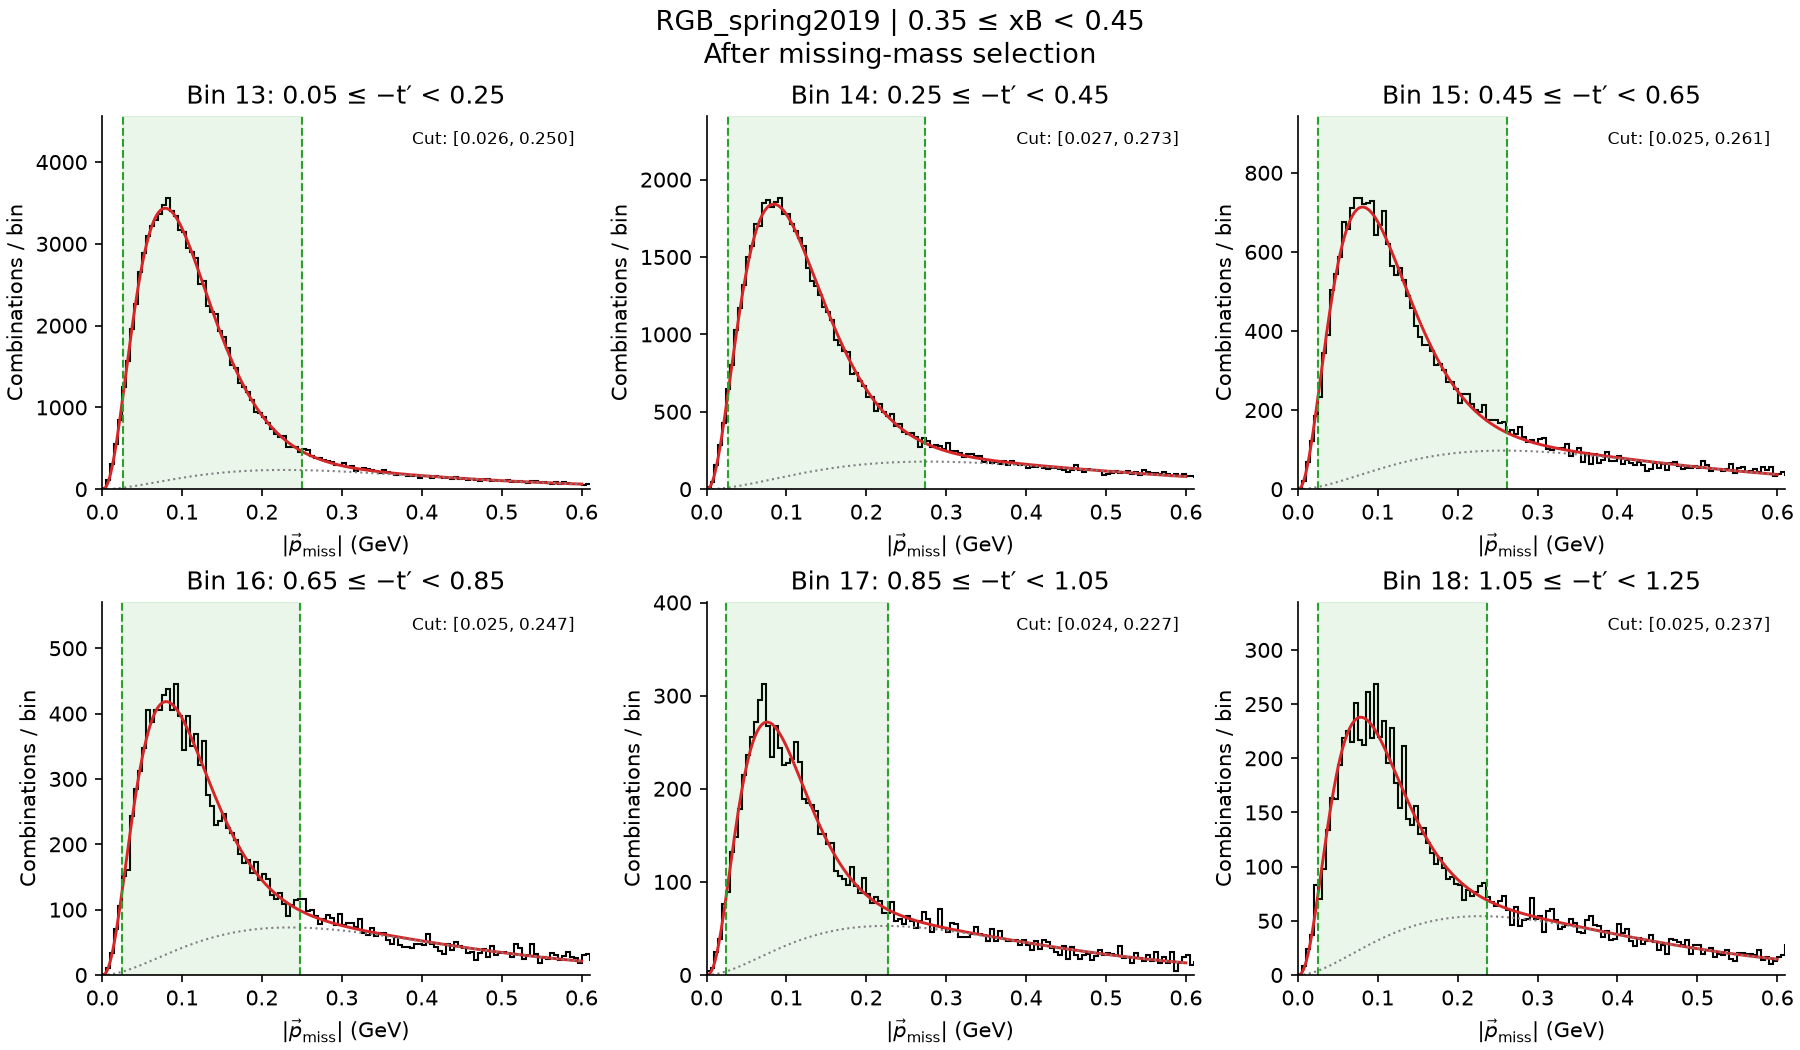 RGB_spring2019 | 0.35 ≤ xB < 0.45
After missing-mass selection
Bin 13: 0.05 ≤ −t′ < 0.25
Cut: [0.026, 0.250]
Combinations / bin
4000
3000
2000
1000
0
0.0 0.1 0.2 0.3 0.4 0.5 0.6
|p⃗miss| (GeV)
Bin 14: 0.25 ≤ −t′ < 0.45
Cut: [0.027, 0.273]
Combinations / bin
2000
1500
1000
500
0
0.0 0.1 0.2 0.3 0.4 0.5 0.6
|p⃗miss| (GeV)
Bin 15: 0.45 ≤ −t′ < 0.65
Cut: [0.025, 0.261]
Combinations / bin
800
600
400
200
0
0.0 0.1 0.2 0.3 0.4 0.5 0.6
|p⃗miss| (GeV)
Bin 16: 0.65 ≤ −t′ < 0.85
Cut: [0.025, 0.247]
Combinations / bin
500
400
300
200
100
0
0.0 0.1 0.2 0.3 0.4 0.5 0.6
|p⃗miss| (GeV)
Bin 17: 0.85 ≤ −t′ < 1.05
Cut: [0.024, 0.227]
Combinations / bin
400
300
200
100
0
0.0 0.1 0.2 0.3 0.4 0.5 0.6
|p⃗miss| (GeV)
Bin 18: 1.05 ≤ −t′ < 1.25
Cut: [0.025, 0.237]
Combinations / bin
300
250
200
150
100
50
0
0.0 0.1 0.2 0.3 0.4 0.5 0.6
|p⃗miss| (GeV)